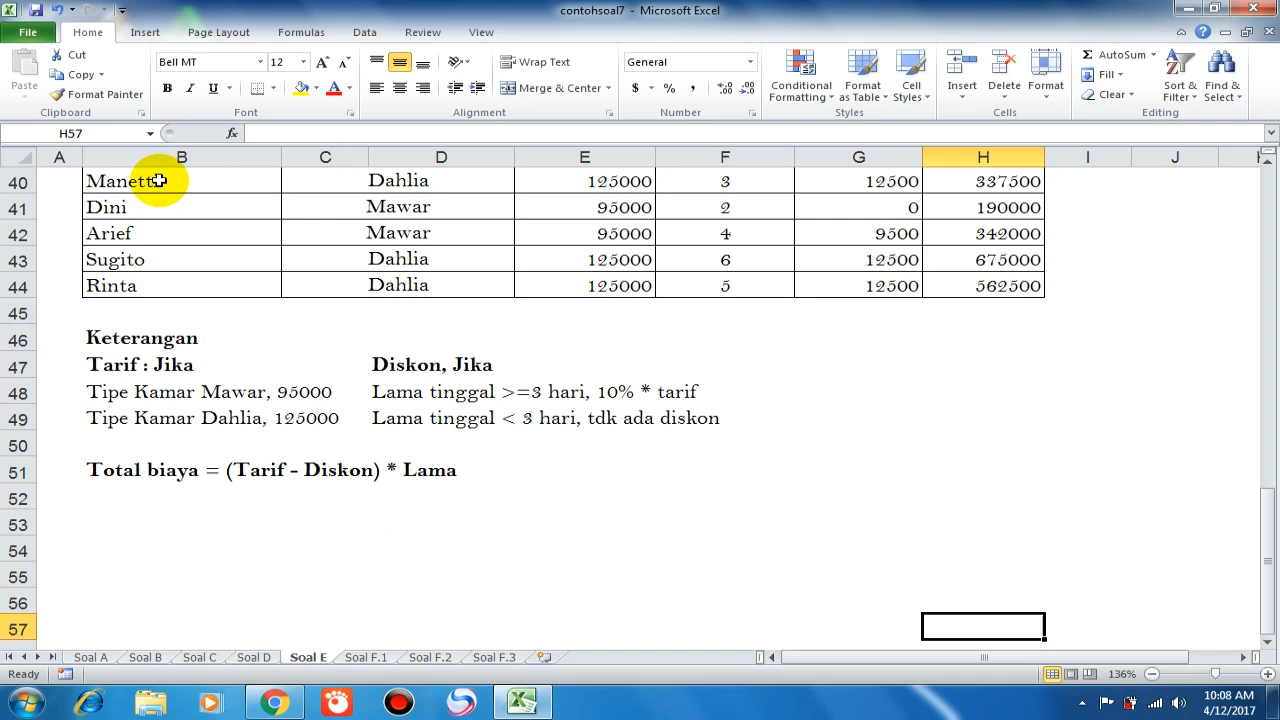 contohsoal7 - Microsoft Excel
File Home Insert Page Layout Formulas Data Review View
Paste
Cut
Copy
Format Painter
Clipboard
Bell MT 12
B I U
Font
Wrap Text
Merge & Center
Alignment
General
$ % ,
Number
Conditional Formatting
Format as Table
Cell Styles
Styles
Insert
Delete
Format
Cells
AutoSum
Fill
Clear
Sort & Filter
Find & Select
Editing
H57 fx
A B C D E F G H I J
40 Manett Dahlia 125000 3 12500 337500
41 Dini Mawar 95000 2 0 190000
42 Arief Mawar 95000 4 9500 342000
43 Sugito Dahlia 125000 6 12500 675000
44 Rinta Dahlia 125000 5 12500 562500
45
46 Keterangan
47 Tarif : Jika Diskon, Jika
48 Tipe Kamar Mawar, 95000 Lama tinggal >=3 hari, 10% * tarif
49 Tipe Kamar Dahlia, 125000 Lama tinggal < 3 hari, tdk ada diskon
50
51 Total biaya = (Tarif - Diskon) * Lama
52
53
54
55
56
57
Soal A Soal B Soal C Soal D Soal E Soal F.1 Soal F.2 Soal F.3
Ready 136%
10:08 AM
4/12/2017